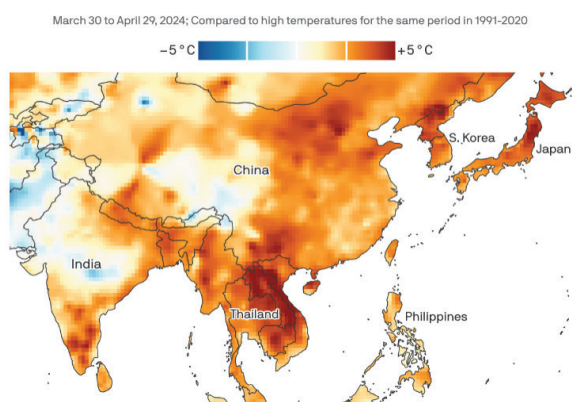 March 30 to April 29, 2024; Compared to high temperatures for the same period in 1991-2020
−5°C +5°C
S. Korea
Japan
China
India
Thailand
Philippines